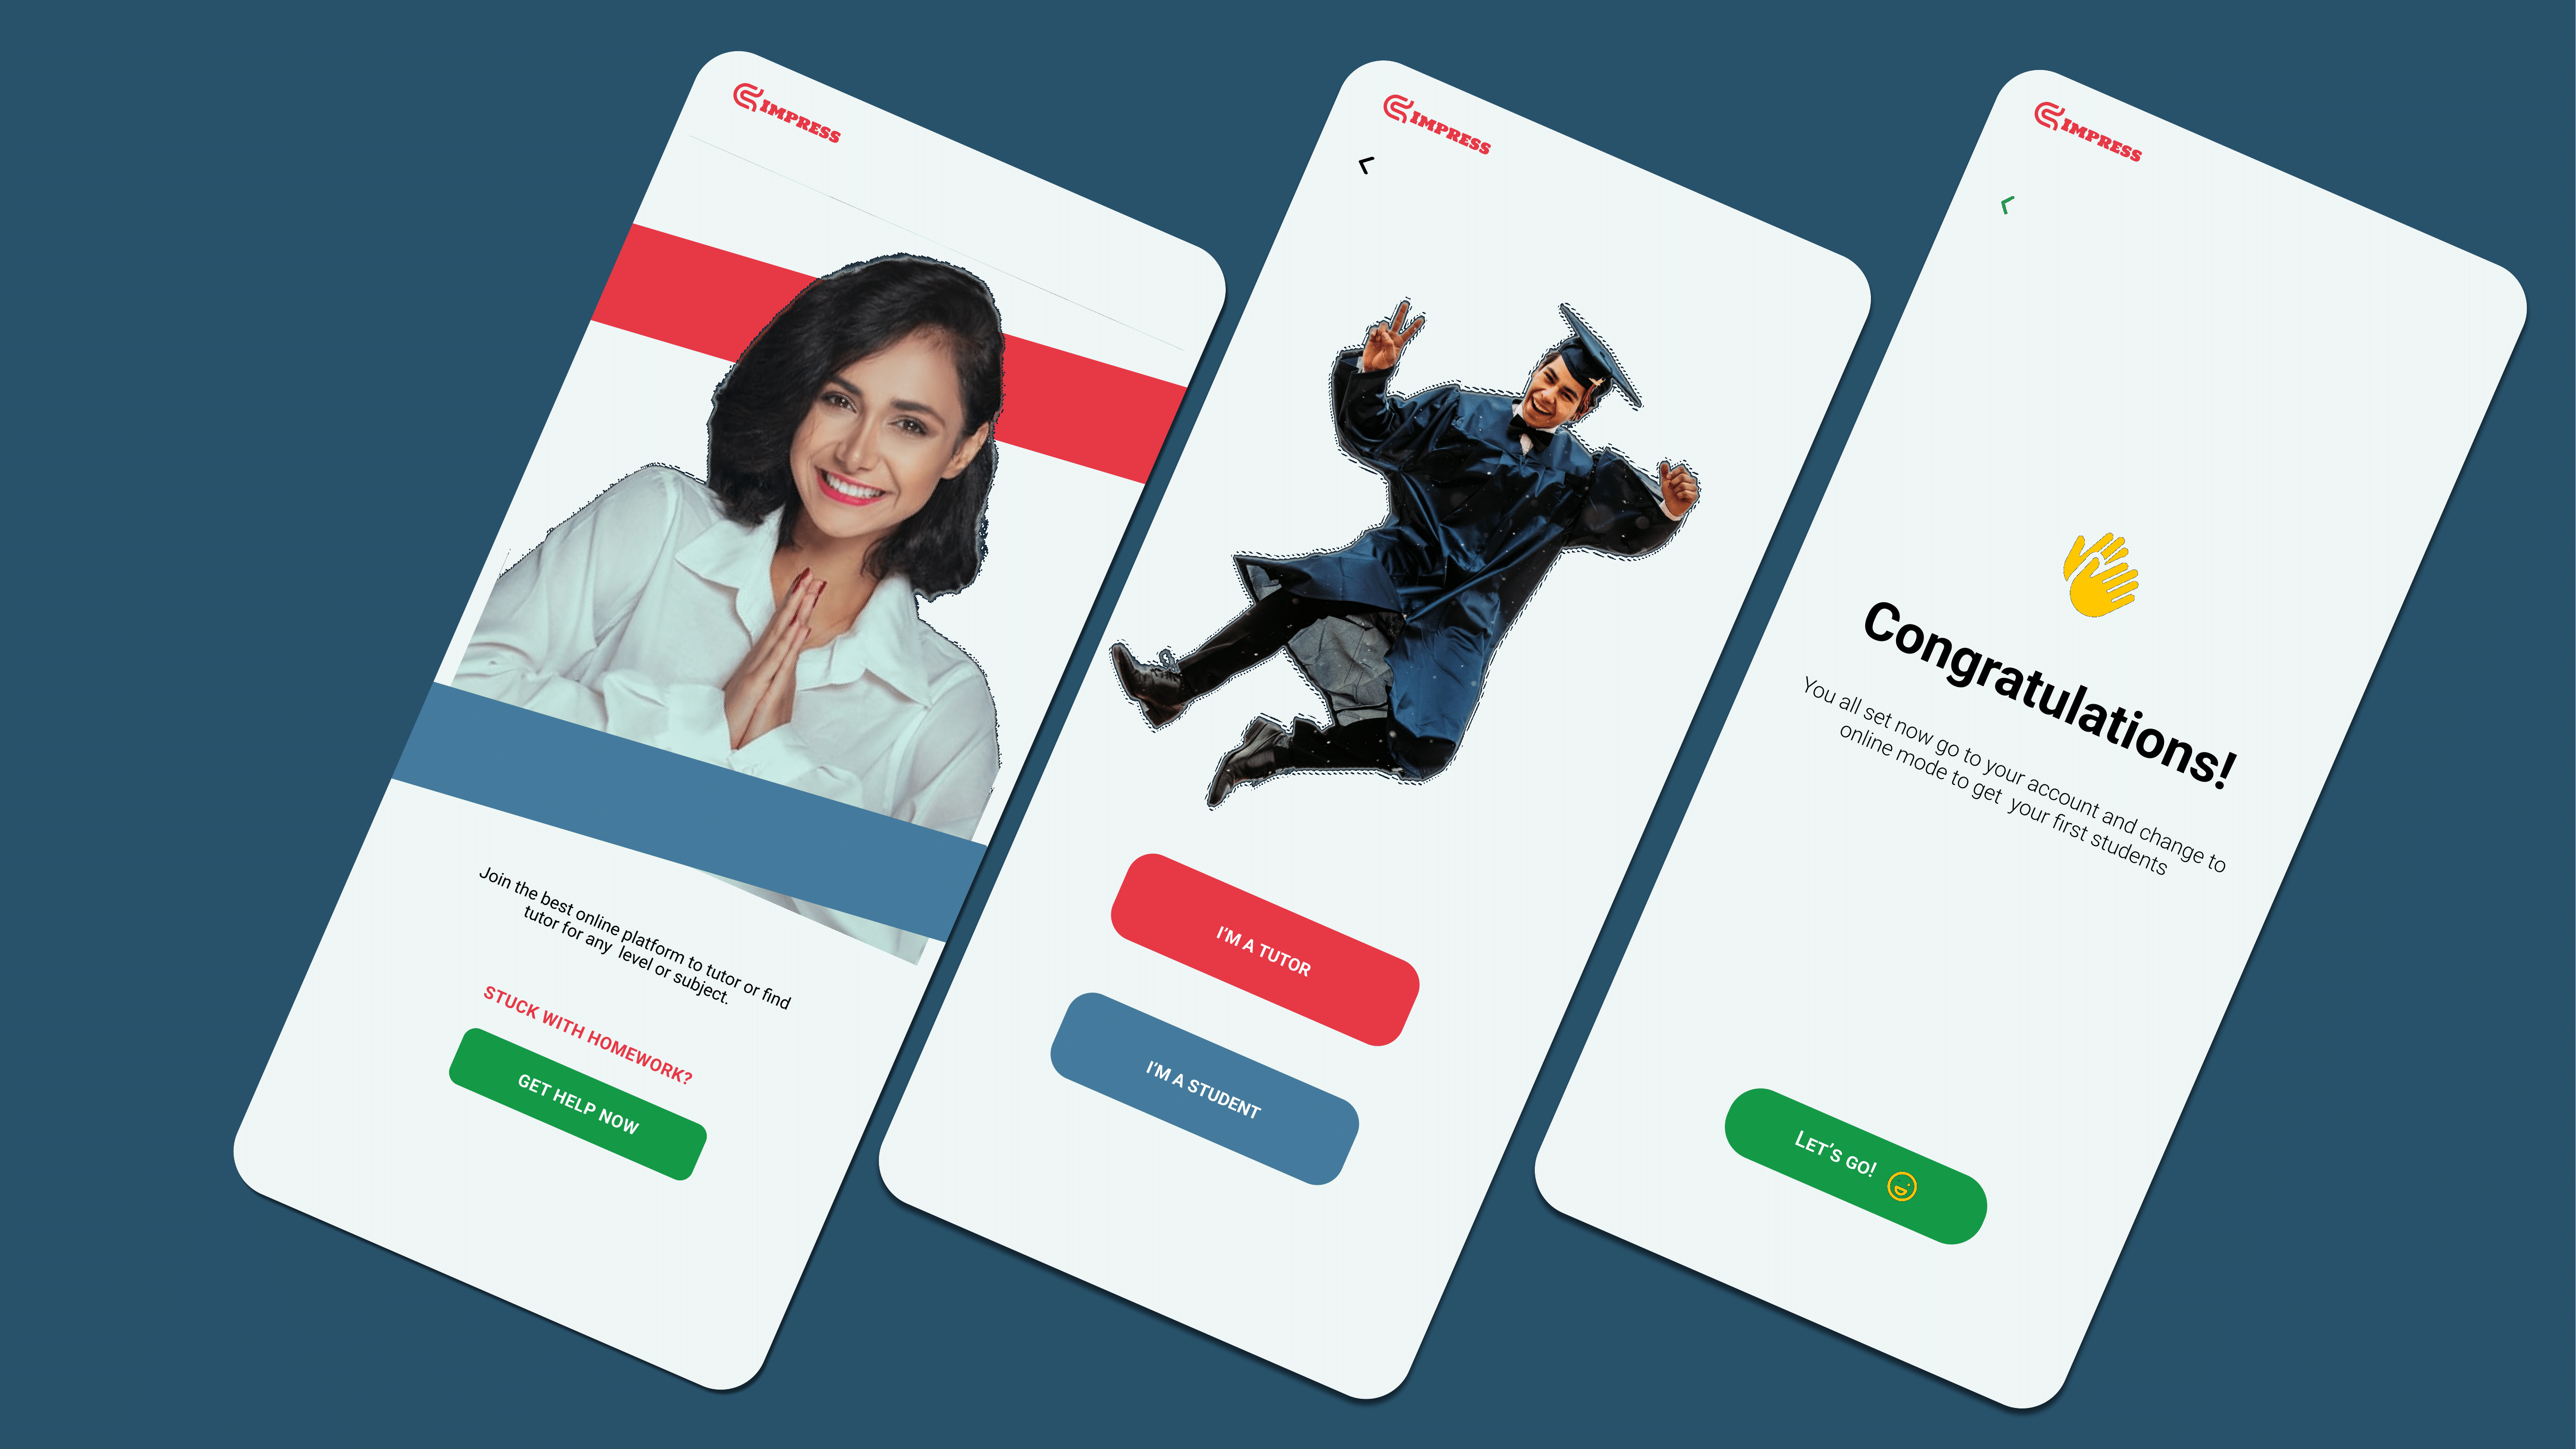 IMPRESS
Join the best online platform to tutor or find
tutor for any level or subject.
STUCK WITH HOMEWORK?
GET HELP NOW
IMPRESS
I'M A TUTOR
I'M A STUDENT
IMPRESS
Congratulations!
You all set now go to your account and change to
online mode to get your first students
LET'S GO!